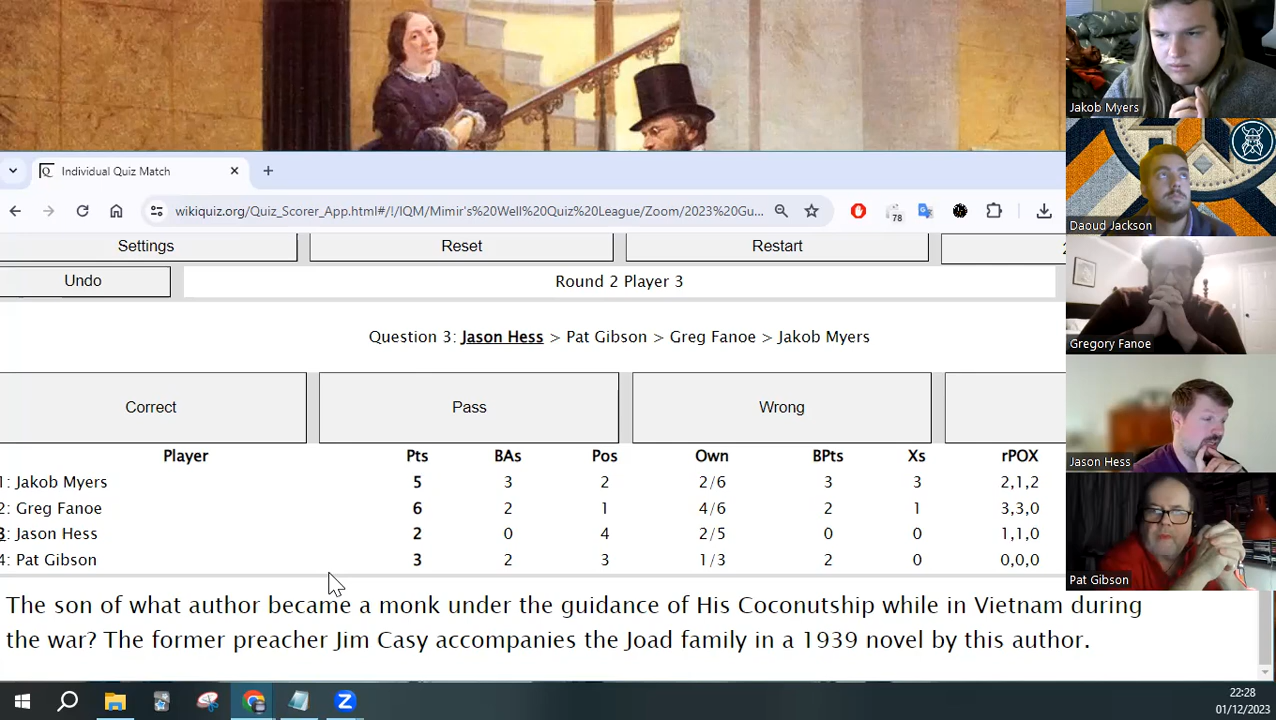 Jakob Myers
Individual Quiz Match
wikiquiz.org/Quiz_Scorer_App.html#/!/IQM/Mimir's%20Well%20Quiz%20League/Zoom/2023%20Gu...
78
Daoud Jackson
Settings
Reset
Restart
2
Undo
Round 2 Player 3
Question 3: Jason Hess > Pat Gibson > Greg Fanoe > Jakob Myers
Gregory Fanoe
Correct
Pass
Wrong
Player Pts BAs Pos Own BPts Xs rPOX
Jason Hess
1: Jakob Myers 5 3 2 2/6 3 3 2,1,2
2: Greg Fanoe 6 2 1 4/6 2 1 3,3,0
3: Jason Hess 2 0 4 2/5 0 0 1,1,0
4: Pat Gibson 3 2 3 1/3 2 0 0,0,0
Pat Gibson
The son of what author became a monk under the guidance of His Coconutship while in Vietnam during
the war? The former preacher Jim Casy accompanies the Joad family in a 1939 novel by this author.
22:28
01/12/2023